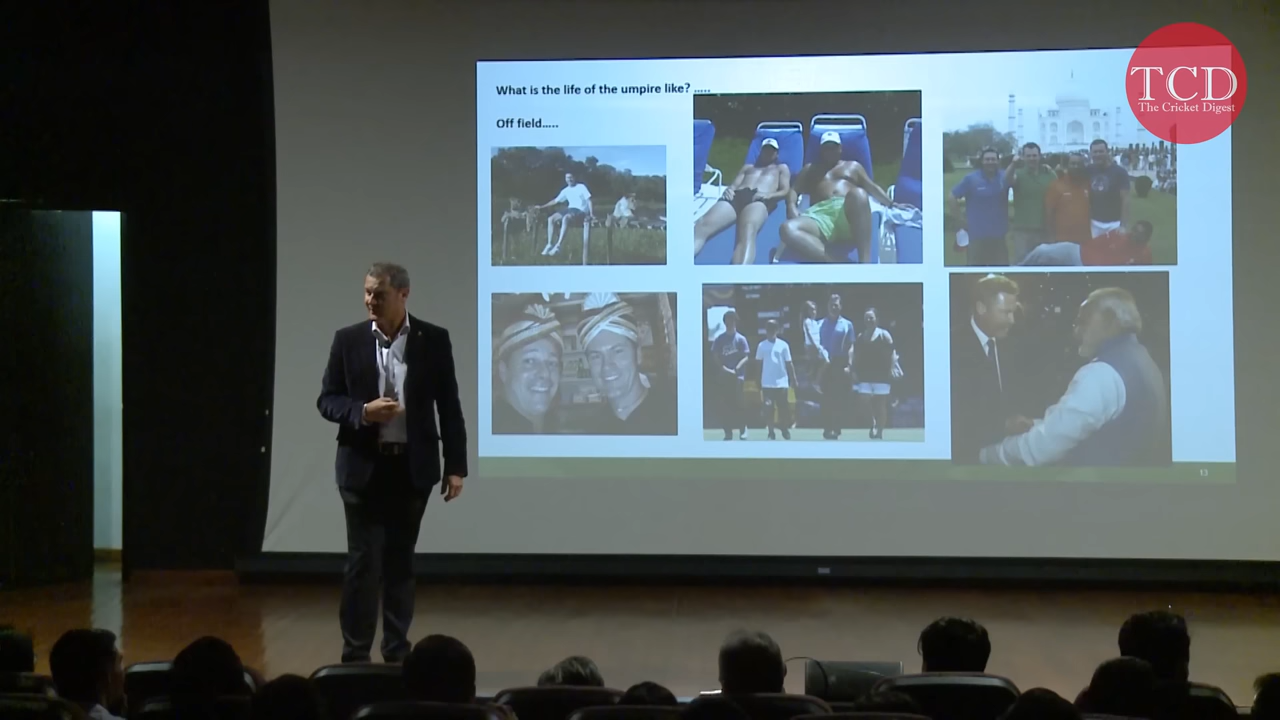 What is the life of the umpire like? .....
Off field.....
TCD
The Cricket Digest
13